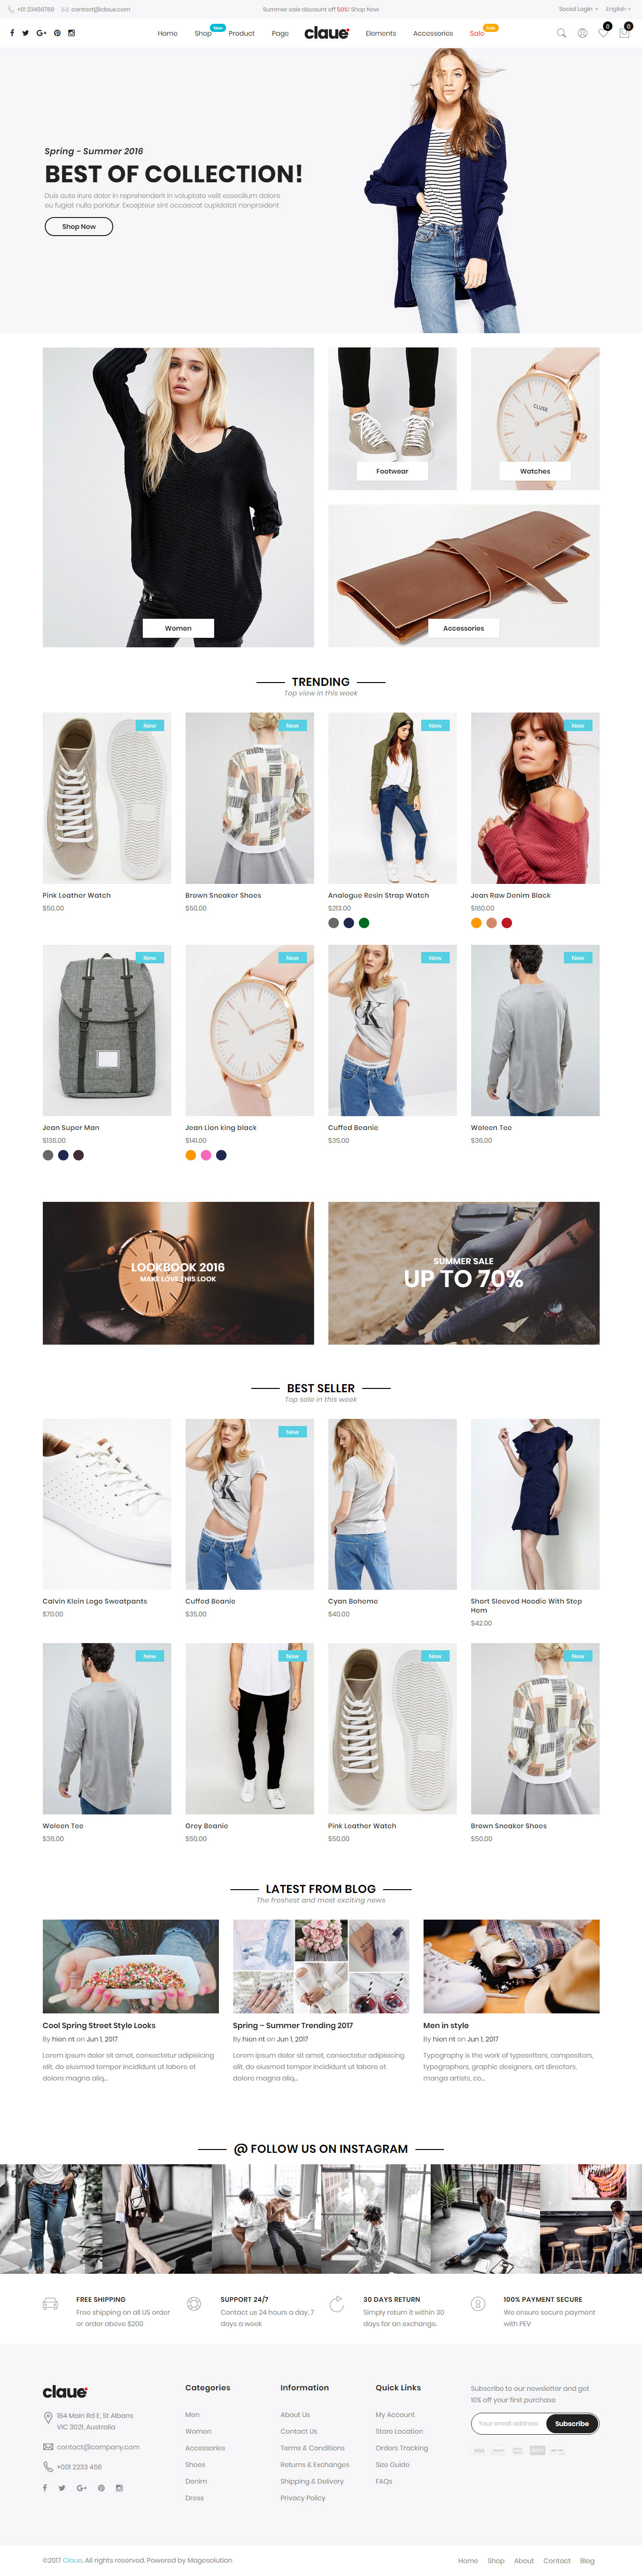 +01 23456789 contact@claue.com Summer sale discount off 50%! Shop Now Social Login English
Home Shop New Product Page claue Elements Accessories Sale Sale 0 0
Spring - Summer 2016
BEST OF COLLECTION!
Duis aute irure dolor in reprehenderit in voluptate velit essecillum dolore
eu fugiat nulla pariatur. Excepteur sint occaecat cupidatat nonproident
Shop Now
CLUSE
Footwear Watches
Women Accessories
TRENDING
Top view in this week
New New New New
Pink Leather Watch Brown Sneaker Shoes Analogue Resin Strap Watch Jean Raw Denim Black
$50.00 $50.00 $213.00 $160.00
New New New New
CK
Jean Super Man Jean Lion king black Cuffed Beanie Woleen Tee
$136.00 $141.00 $35.00 $36.00
LOOKBOOK 2016
MAKE LOVE THIS LOOK
SUMMER SALE
UP TO 70%
BEST SELLER
Top sale in this week
New
CK
Calvin Klein Logo Sweatpants Cuffed Beanie Cyan Boheme Short Sleeved Hoodie With Step
Hem
$70.00 $35.00 $40.00 $42.00
New New New New
Woleen Tee Grey Beanie Pink Leather Watch Brown Sneaker Shoes
$36.00 $50.00 $50.00 $50.00
LATEST FROM BLOG
The freshest and most exciting news
Cool Spring Street Style Looks
By hion nt on Jun 1, 2017
Lorem ipsum dolor sit amet, consectetur adipisicing
elit, do eiusmod tempor incididunt ut labore et
dolore magna aliq...
Spring – Summer Trending 2017
By hion nt on Jun 1, 2017
Lorem ipsum dolor sit amet, consectetur adipisicing
elit, do eiusmod tempor incididunt ut labore et
dolore magna aliq...
Men in style
By hion nt on Jun 1, 2017
Typography is the work of typesetters, compositors,
typographers, graphic designers, art directors,
manga artists, co...
@ FOLLOW US ON INSTAGRAM
FREE SHIPPING
Free shipping on all US order
or order above $200
SUPPORT 24/7
Contact us 24 hours a day, 7
days a week
30 DAYS RETURN
Simply return it within 30
days for an exchange.
100% PAYMENT SECURE
We ensure secure payment
with PEV
claue
184 Main Rd E, St Albans
VIC 3021, Australia
contact@company.com
+001 2233 456
Categories
Men
Women
Accessories
Shoes
Denim
Dress
Information
About Us
Contact Us
Terms & Conditions
Returns & Exchanges
Shipping & Delivery
Privacy Policy
Quick Links
My Account
Store Location
Orders Tracking
Size Guide
FAQs
Subscribe to our newsletter and get
10% off your first purchase
Your email address Subscribe
VISA
©2017 Claue. All rights reserved. Powered by Magesolution
Home Shop About Contact Blog